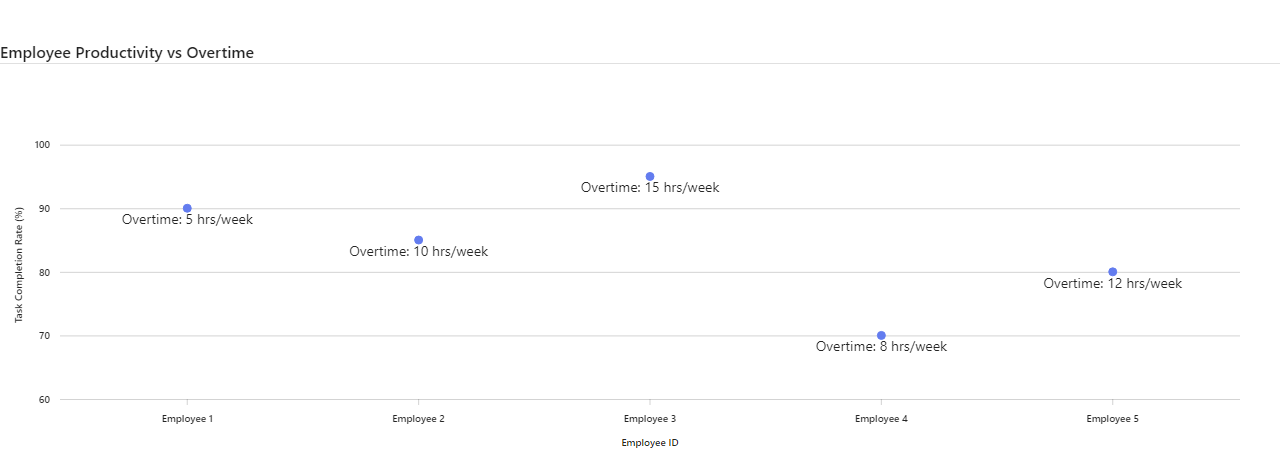 Employee Productivity vs Overtime
100
90
80
70
60
Task Completion Rate (%)
Overtime: 5 hrs/week
Overtime: 10 hrs/week
Overtime: 15 hrs/week
Overtime: 8 hrs/week
Overtime: 12 hrs/week
Employee 1
Employee 2
Employee 3
Employee 4
Employee 5
Employee ID